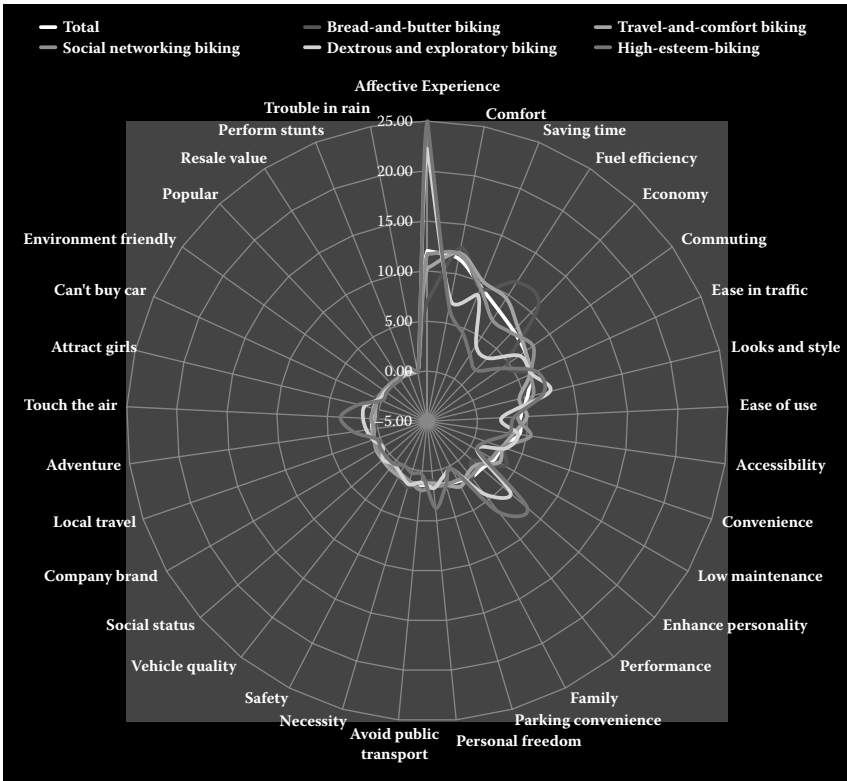 Total
Bread-and-butter biking
Travel-and-comfort biking
Social networking biking
Dextrous and exploratory biking
High-esteem-biking
Affective Experience
Comfort
Saving time
Fuel efficiency
Economy
Commuting
Ease in traffic
Looks and style
Ease of use
Accessibility
Convenience
Low maintenance
Enhance personality
Performance
Family
Parking convenience
Personal freedom
Avoid public
transport
Necessity
Safety
Vehicle quality
Social status
Company brand
Local travel
Adventure
Touch the air
Attract girls
Can't buy car
Environment friendly
Popular
Resale value
Perform stunts
Trouble in rain
25.00
20.00
15.00
10.00
5.00
0.00
−5.00